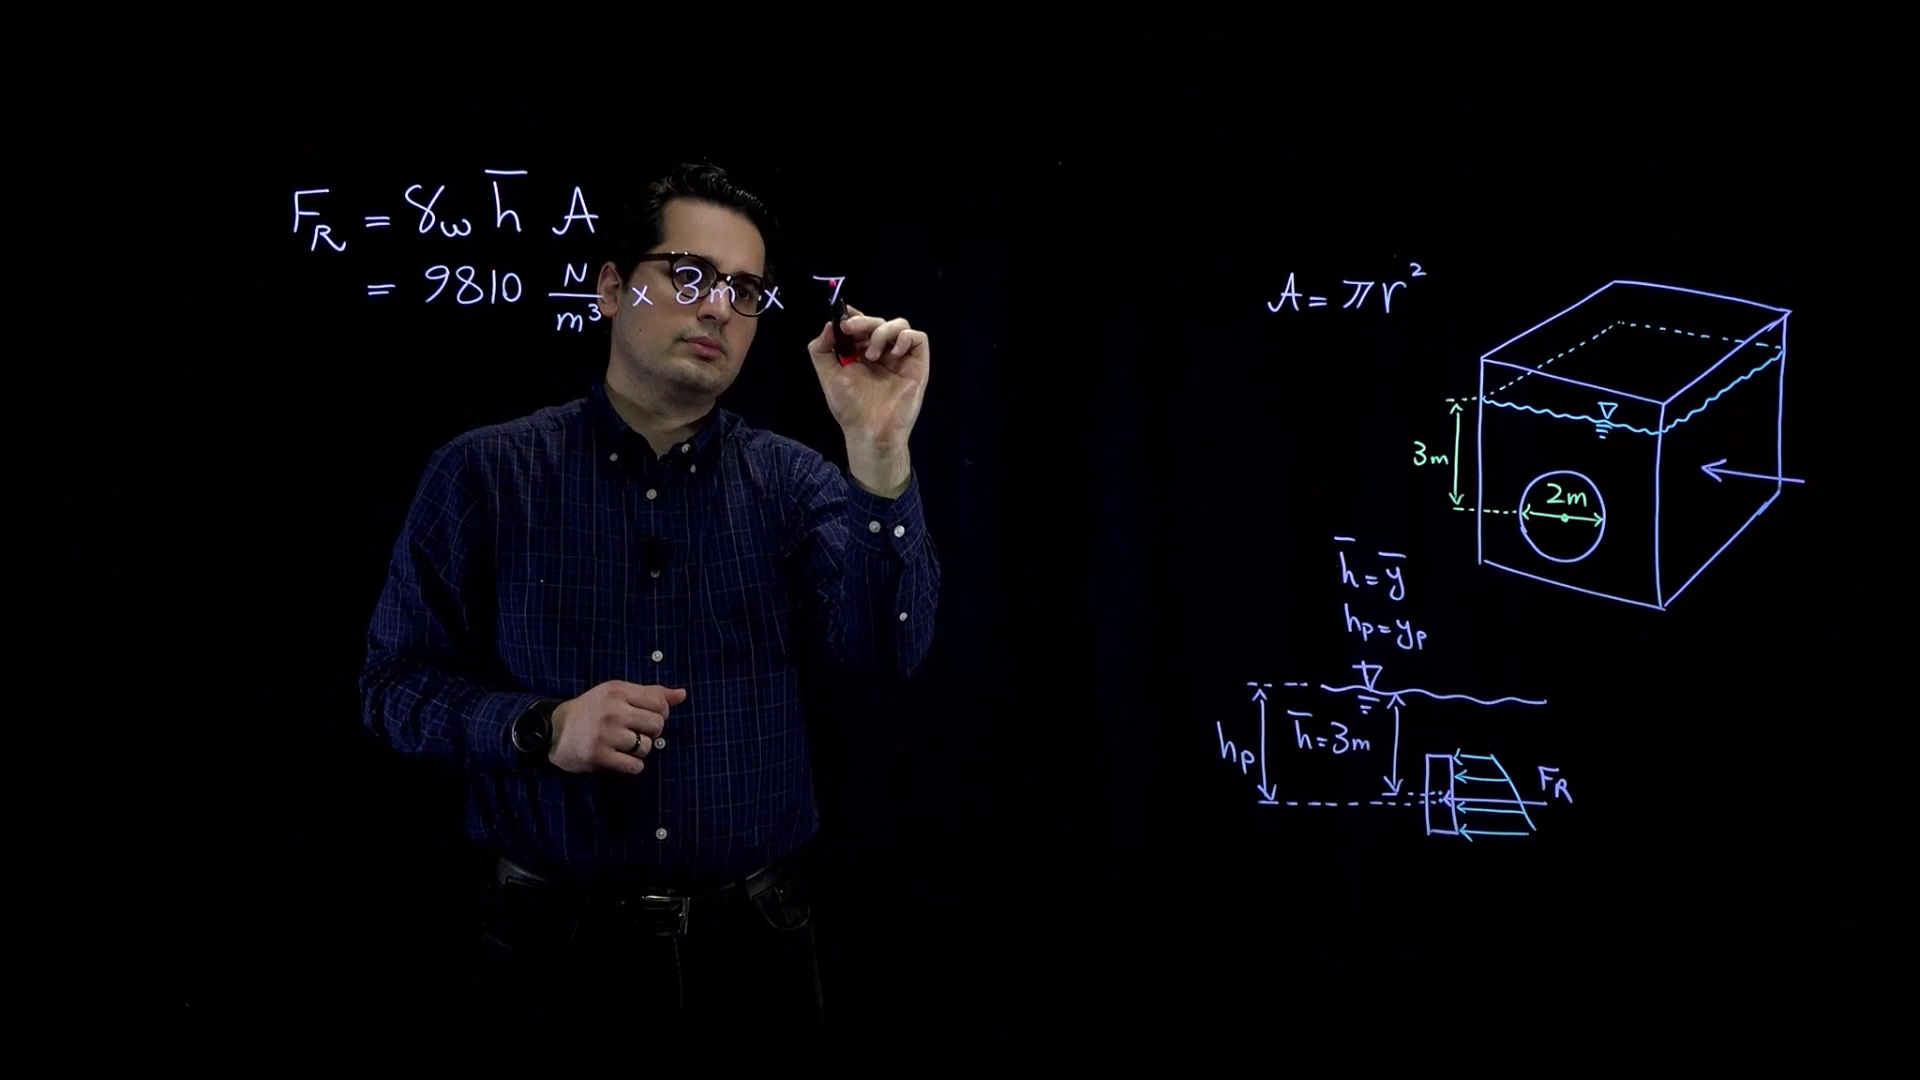 F_R = γ_w h̄ A
= 9810 N/m³ × 3m ×
A = πr²
3m
2m
h̄ = ȳ
h_p = y_p
h_p
h̄ = 3m
F_R